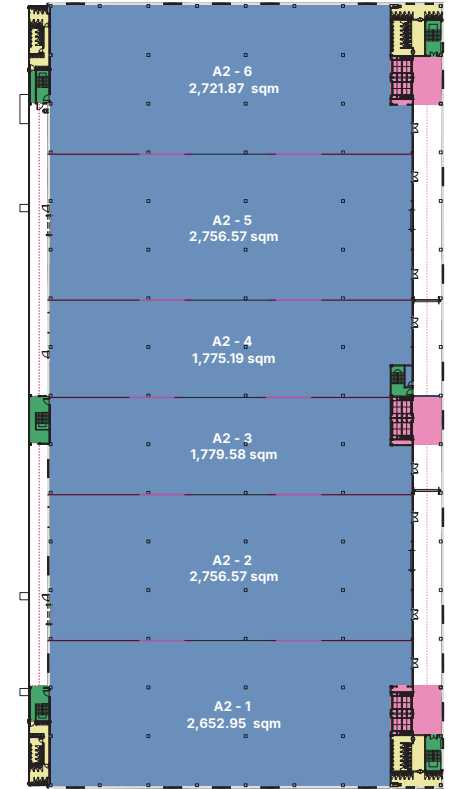 A2 - 6
2,721.87 sqm
A2 - 5
2,756.57 sqm
A2 - 4
1,775.19 sqm
A2 - 3
1,779.58 sqm
A2 - 2
2,756.57 sqm
A2 - 1
2,652.95 sqm